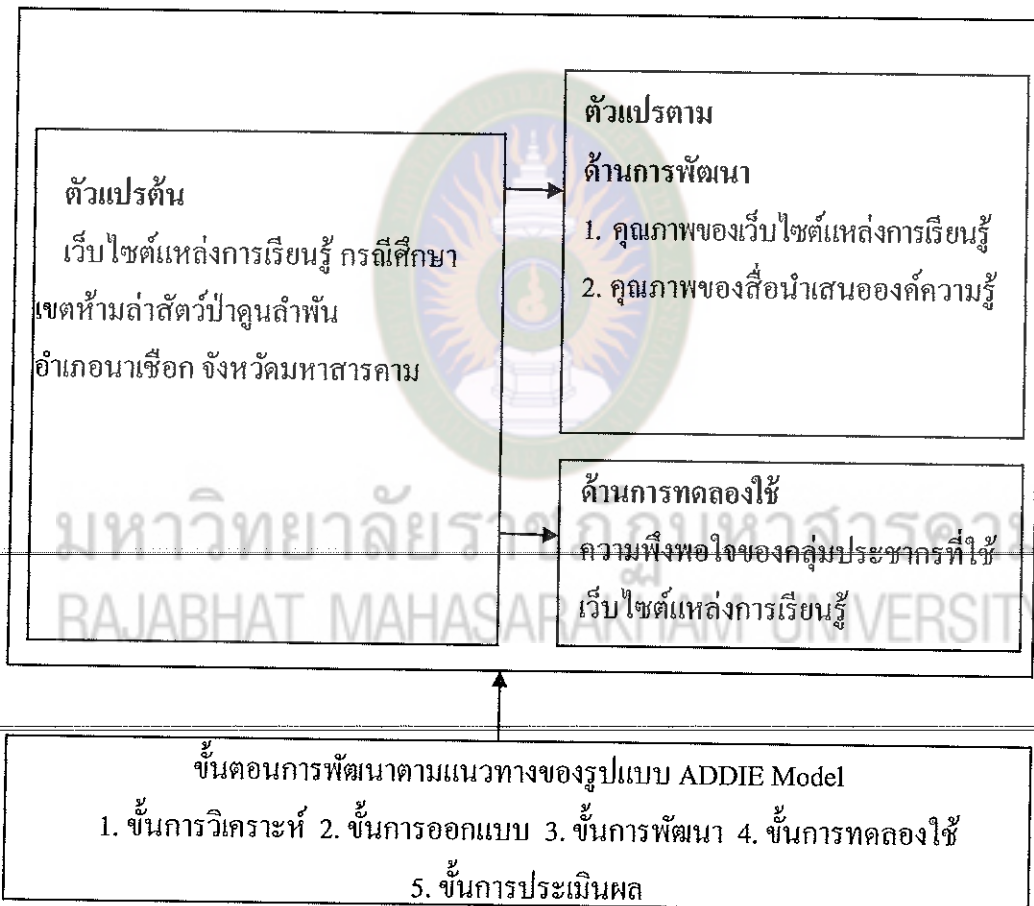 ตัวแปรต้น
เว็บไซต์แหล่งการเรียนรู้ กรณีศึกษา
เขตห้ามล่าสัตว์ป่าดูนลำพัน
อำเภอนาเชือก จังหวัดมหาสารคาม
ตัวแปรตาม
ด้านการพัฒนา
1. คุณภาพของเว็บไซต์แหล่งการเรียนรู้
2. คุณภาพของสื่อนำเสนอองค์ความรู้
ด้านการทดลองใช้
ความพึงพอใจของกลุ่มประชากรที่ใช้
เว็บไซต์แหล่งการเรียนรู้
มหาวิทยาลัยราชภัฏมหาสารคาม
RAJABHAT MAHASARAKHAM UNIVERSIT
ขั้นตอนการพัฒนาตามแนวทางของรูปแบบ ADDIE Model
1. ขั้นการวิเคราะห์ 2. ขั้นการออกแบบ 3. ขั้นการพัฒนา 4. ขั้นการทดลองใช้
5. ขั้นการประเมินผล